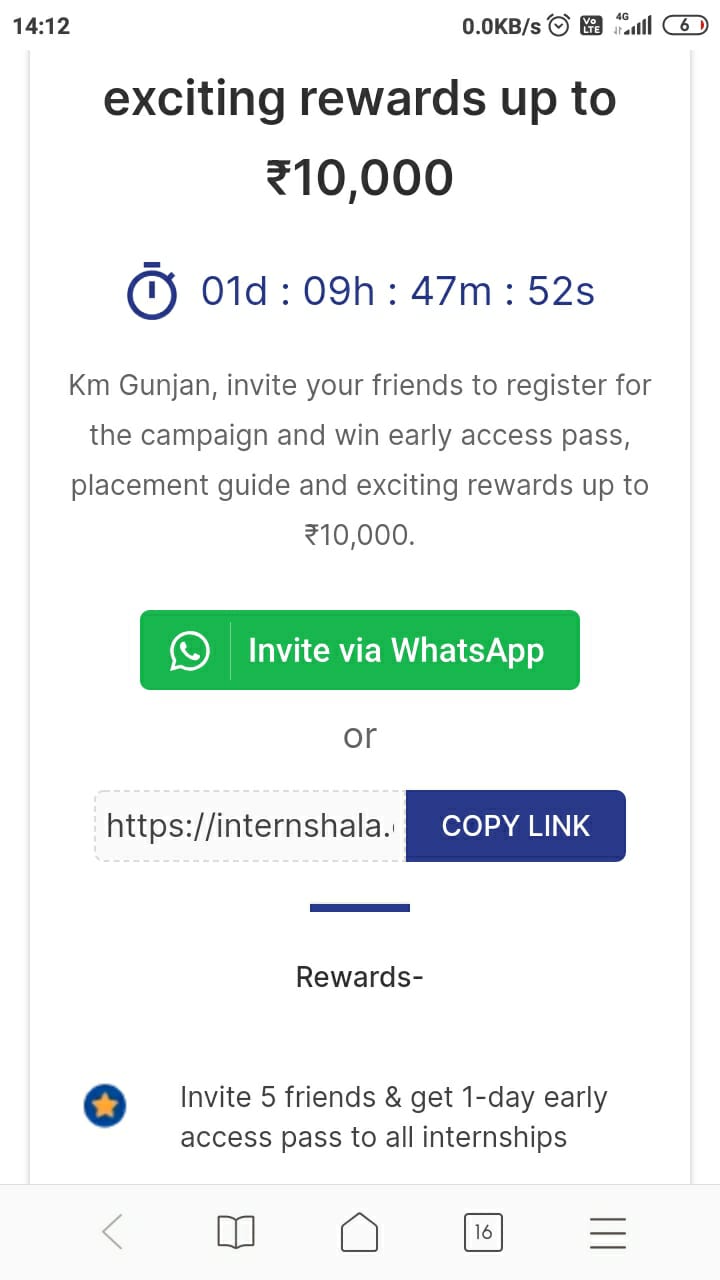 14:12 0.0KB/s Vo LTE 4G 6
exciting rewards up to
₹10,000
01d : 09h : 47m : 52s
Km Gunjan, invite your friends to register for
the campaign and win early access pass,
placement guide and exciting rewards up to
₹10,000.
Invite via WhatsApp
or
https://internshala. COPY LINK
Rewards-
Invite 5 friends & get 1-day early
access pass to all internships
16